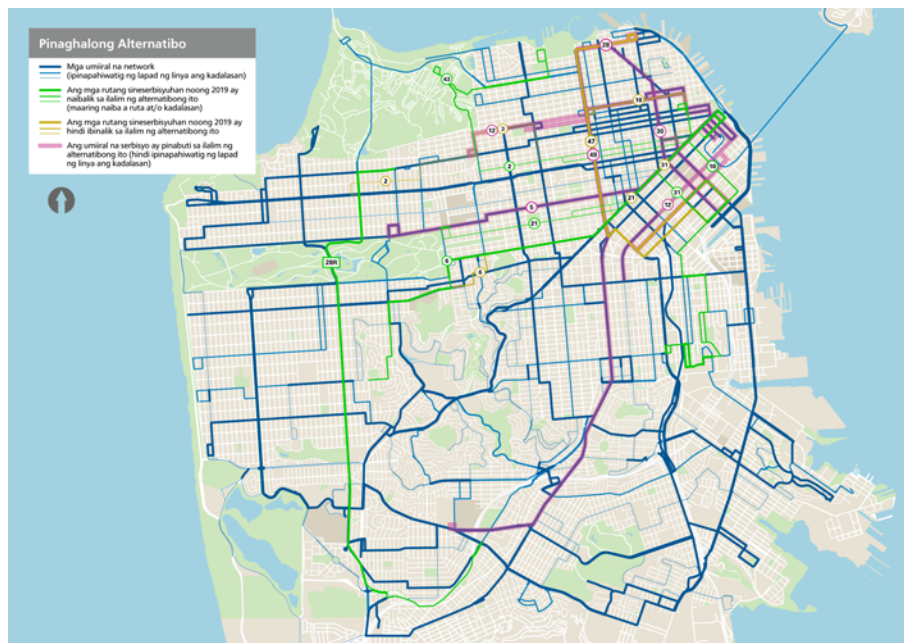 Pinaghalong Alternatibo
Mga umiiral na network
(ipinapahiwatig ng lapad ng linya ang kadalasan)
Ang mga rutang sineserbisyuhan noong 2019 ay
naibalik sa ilalim ng alternatibong ito
(maaring naiba a ruta at/o kadalasan)
Ang mga rutang sineserbisyuhan noong 2019 ay
hindi ibinalik sa ilalim ng alternatibong ito
Ang umiiral na serbisyo ay pinabuti sa ilalim ng
alternatibong ito (hindi ipinapahiwatig ng lapad
ng linya ang kadalasan)
28
43
10
12
3
30
47
49
2
31
10
2
21
31
12
5
21
28R
6
6